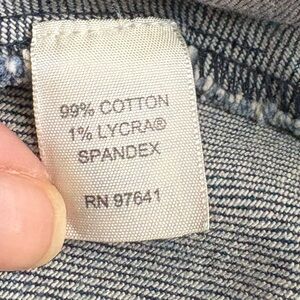 99% COTTON
1% LYCRA®
SPANDEX
RN 97641